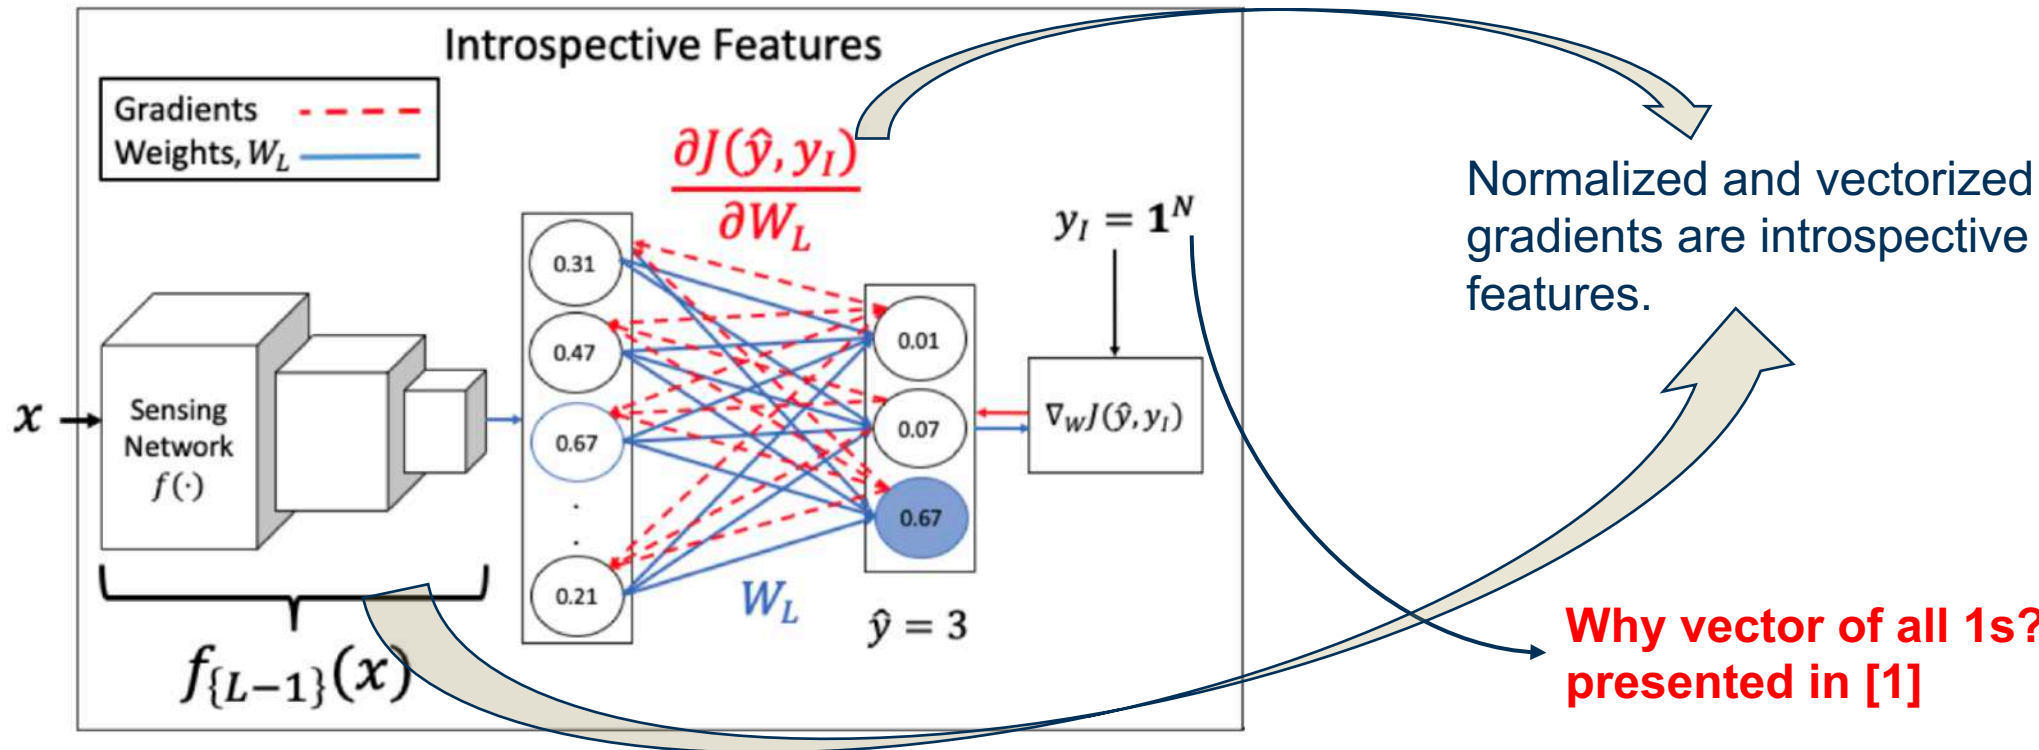 Introspective Features
Gradients
Weights, W_L
∂J(ŷ, y_I)
∂W_L
y_I = 1^N
Normalized and vectorized
gradients are introspective
features.
x
Sensing
Network
f(·)
0.31
0.47
0.67
.
.
0.21
0.01
0.07
0.67
∇_W J(ŷ, y_I)
W_L
ŷ = 3
f_{L−1}(x)
Why vector of all 1s?
presented in [1]